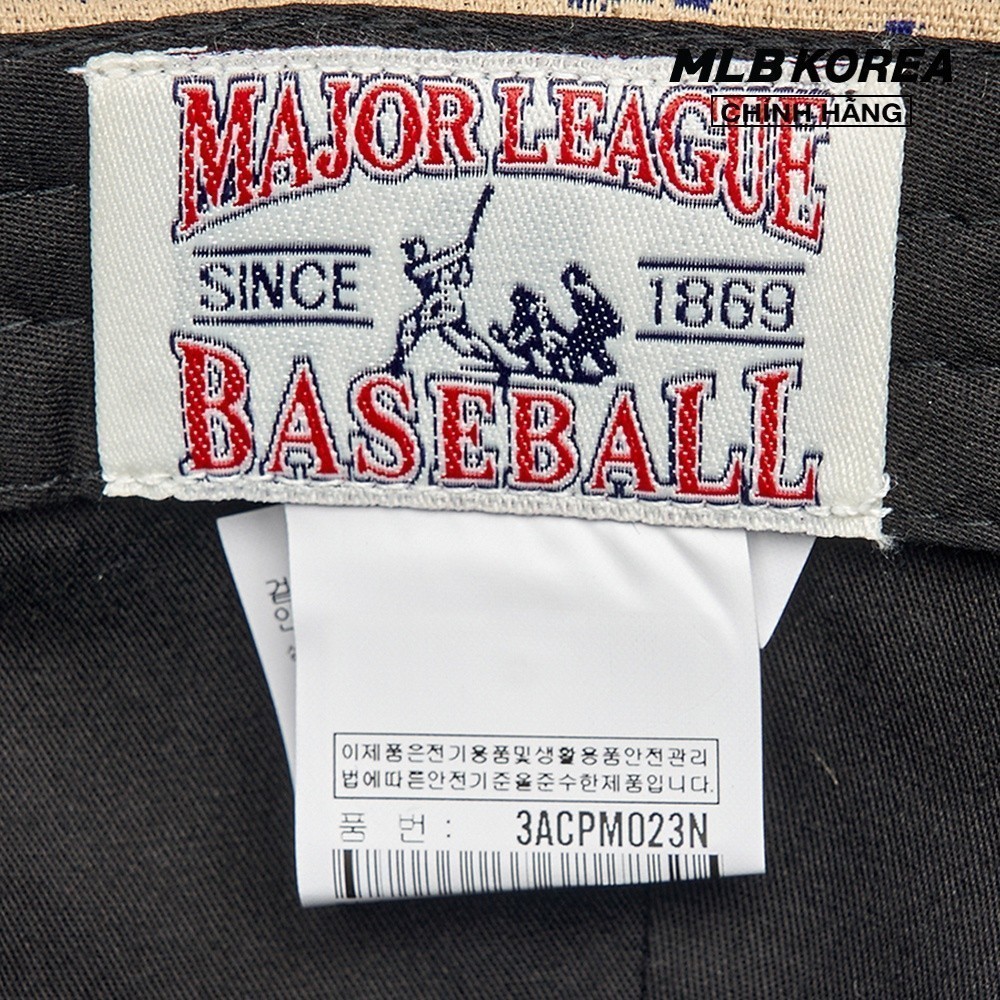 MLB KOREA
CHÍNH HÃNG
MAJOR LEAGUE
SINCE 1869
BASEBALL
이제품은전기용품및생활용품안전관리
법에따른안전기준을준수한제품입니다.
품 번 : 3ACPM023N